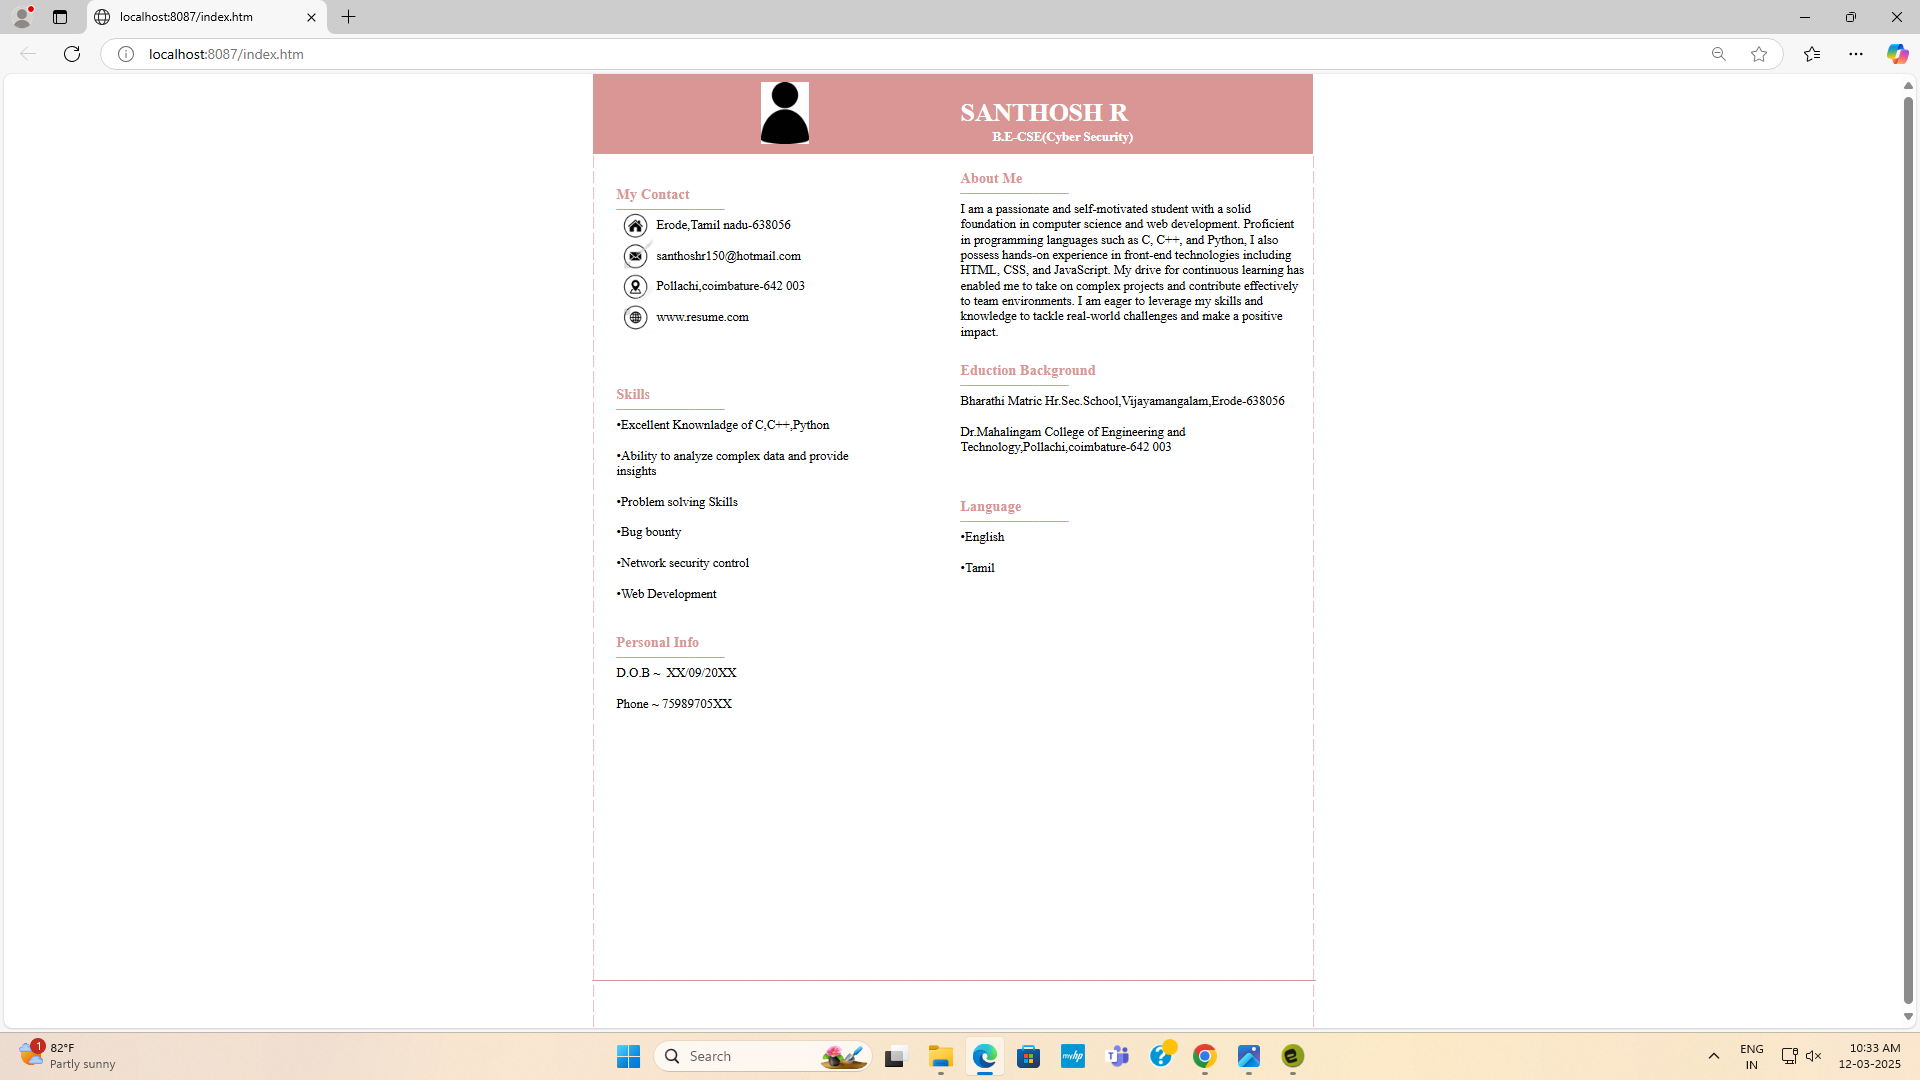 localhost:8087/index.htm
localhost:8087/index.htm
SANTHOSH R
B.E-CSE(Cyber Security)
My Contact
Erode,Tamil nadu-638056
santhoshr150@hotmail.com
Pollachi,coimbature-642 003
www.resume.com
Skills
•Excellent Knownladge of C,C++,Python
•Ability to analyze complex data and provide
insights
•Problem solving Skills
•Bug bounty
•Network security control
•Web Development
Personal Info
D.O.B ~ XX/09/20XX
Phone ~ 75989705XX
About Me
I am a passionate and self-motivated student with a solid
foundation in computer science and web development. Proficient
in programming languages such as C, C++, and Python, I also
possess hands-on experience in front-end technologies including
HTML, CSS, and JavaScript. My drive for continuous learning has
enabled me to take on complex projects and contribute effectively
to team environments. I am eager to leverage my skills and
knowledge to tackle real-world challenges and make a positive
impact.
Eduction Background
Bharathi Matric Hr.Sec.School,Vijayamangalam,Erode-638056
Dr.Mahalingam College of Engineering and
Technology,Pollachi,coimbature-642 003
Language
•English
•Tamil
1
82°F
Partly sunny
Search
myhp
T
ENG
IN
10:33 AM
12-03-2025